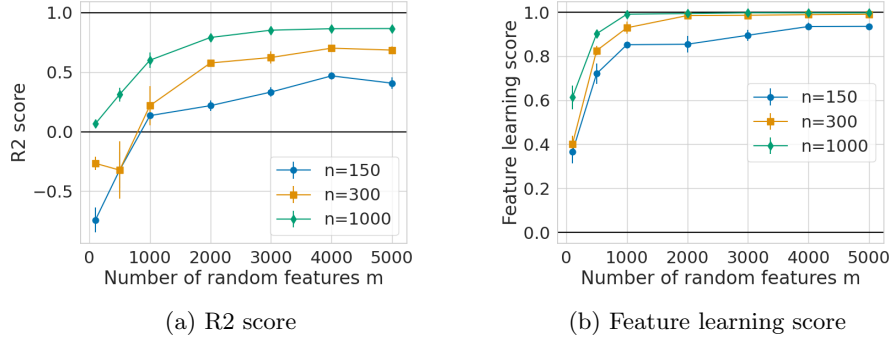 R2 score
1.0
0.5
0.0
−0.5
0 1000 2000 3000 4000 5000
Number of random features m
n=150
n=300
n=1000
(a) R2 score
Feature learning score
1.0
0.8
0.6
0.4
0.2
0.0
0 1000 2000 3000 4000 5000
Number of random features m
n=150
n=300
n=1000
(b) Feature learning score